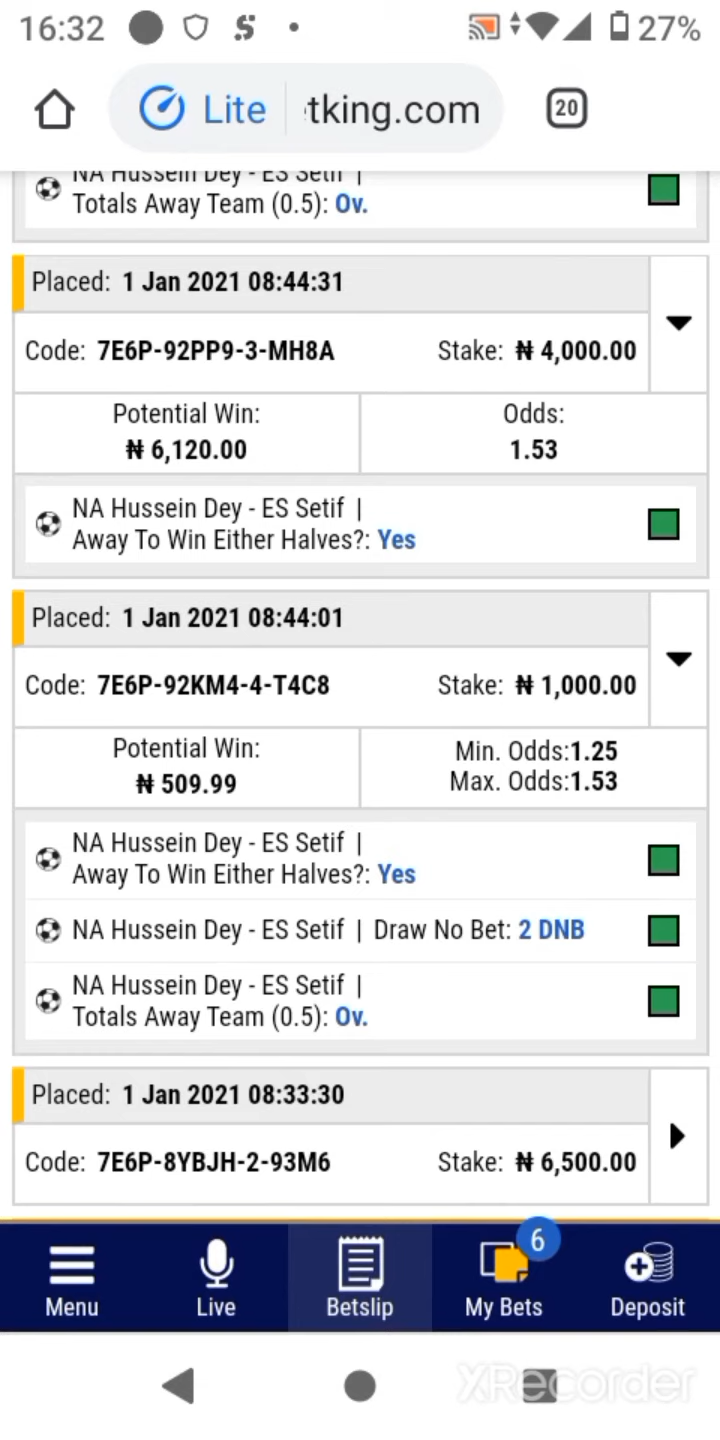 16:32
27%
Lite
tking.com
20
NA Hussein Dey - ES Setif |
Totals Away Team (0.5): Ov.
Placed: 1 Jan 2021 08:44:31
Code: 7E6P-92PP9-3-MH8A Stake: ₦ 4,000.00
Potential Win: Odds:
₦ 6,120.00 1.53
NA Hussein Dey - ES Setif |
Away To Win Either Halves?: Yes
Placed: 1 Jan 2021 08:44:01
Code: 7E6P-92KM4-4-T4C8 Stake: ₦ 1,000.00
Potential Win: Min. Odds:1.25
₦ 509.99 Max. Odds:1.53
NA Hussein Dey - ES Setif |
Away To Win Either Halves?: Yes
NA Hussein Dey - ES Setif | Draw No Bet: 2 DNB
NA Hussein Dey - ES Setif |
Totals Away Team (0.5): Ov.
Placed: 1 Jan 2021 08:33:30
Code: 7E6P-8YBJH-2-93M6 Stake: ₦ 6,500.00
6
Menu Live Betslip My Bets Deposit
XRecorder